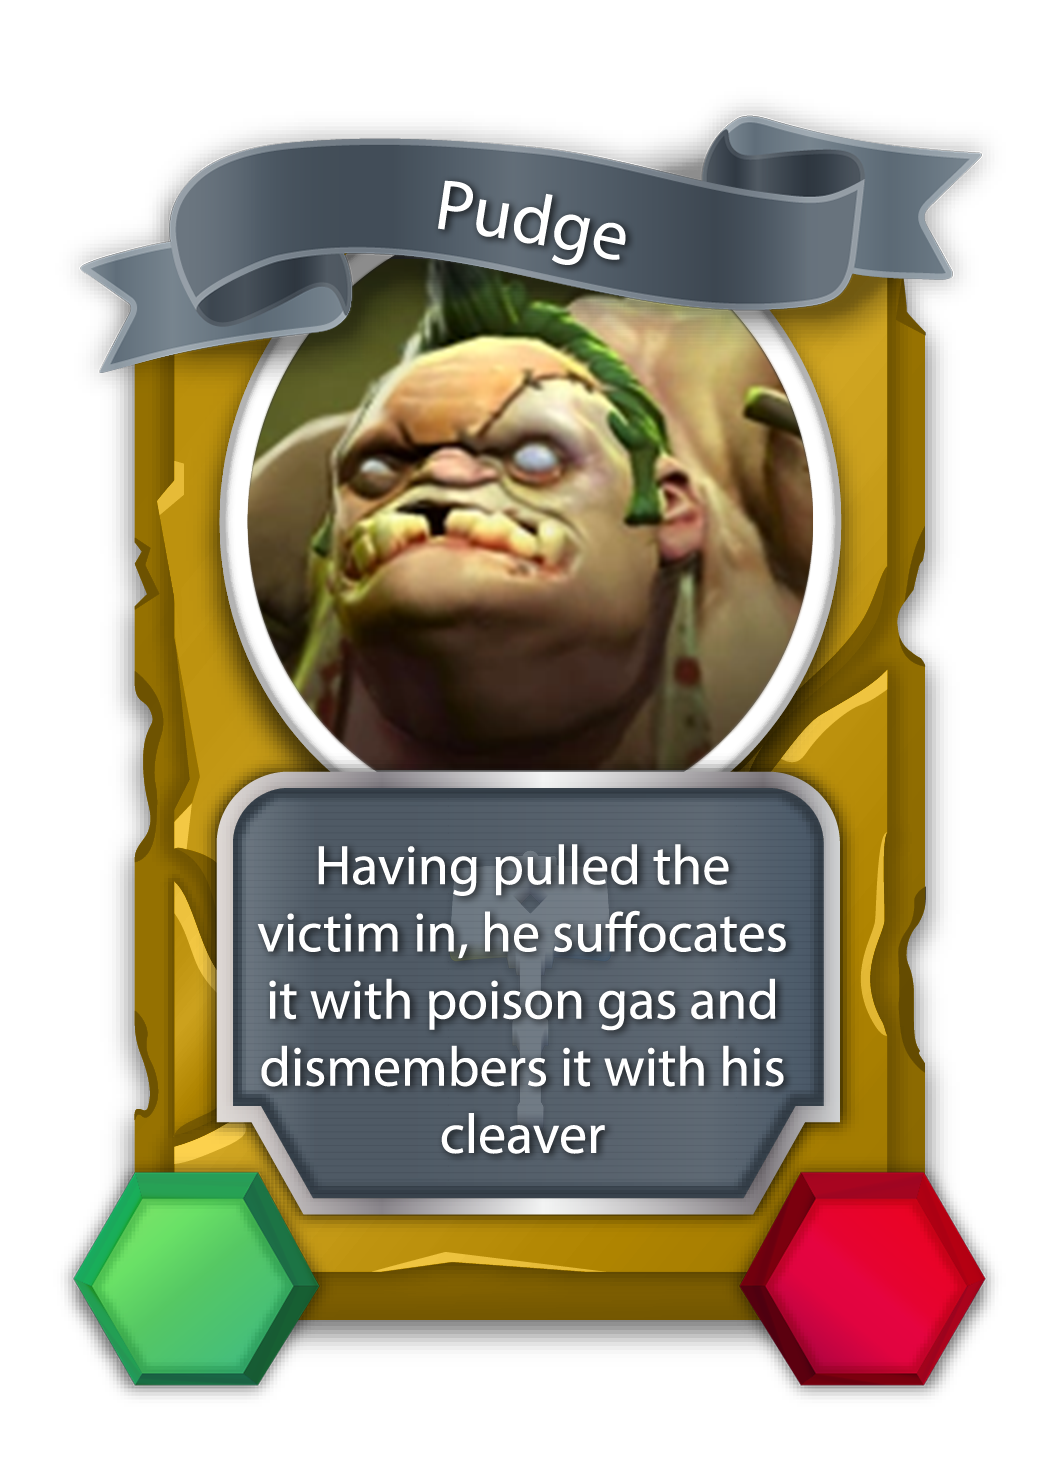 Pudge
Having pulled the
victim in, he suffocates
it with poison gas and
dismembers it with his
cleaver